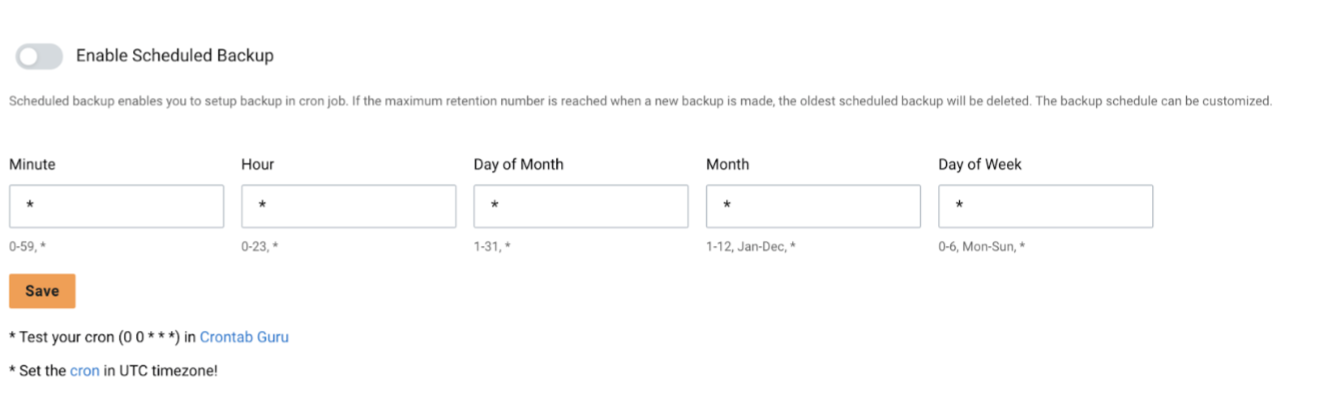 Enable Scheduled Backup
Scheduled backup enables you to setup backup in cron job. If the maximum retention number is reached when a new backup is made, the oldest scheduled backup will be deleted. The backup schedule can be customized.
Minute Hour Day of Month Month Day of Week
* * * * *
0-59, * 0-23, * 1-31, * 1-12, Jan-Dec, * 0-6, Mon-Sun, *
Save
* Test your cron (0 0 * * *) in Crontab Guru
* Set the cron in UTC timezone!